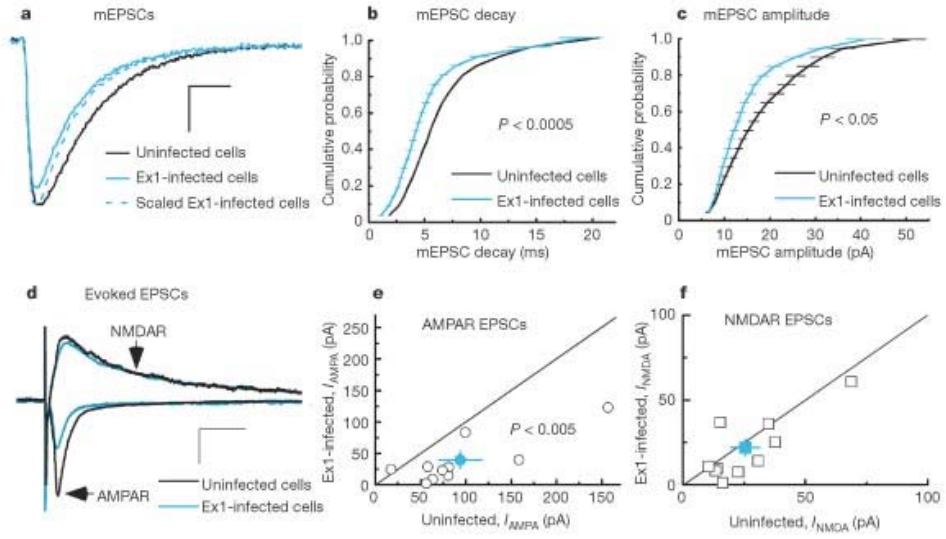 a mEPSCs
Uninfected cells
Ex1-infected cells
Scaled Ex1-infected cells
b mEPSC decay
Cumulative probability
1.0
0.8
0.6
0.4
0.2
0
P < 0.0005
Uninfected cells
Ex1-infected cells
0 5 10 15 20
mEPSC decay (ms)
c mEPSC amplitude
Cumulative probability
1.0
0.8
0.6
0.4
0.2
0
P < 0.05
Uninfected cells
Ex1-infected cells
0 10 20 30 40 50
mEPSC amplitude (pA)
d Evoked EPSCs
NMDAR
AMPAR
Uninfected cells
Ex1-infected cells
e AMPAR EPSCs
Ex1-infected, IAMPA (pA)
250
200
150
100
50
0
P < 0.005
0 50 100 150
Uninfected, IAMPA (pA)
f NMDAR EPSCs
Ex1-infected, INMDA (pA)
100
50
0
0 50 100
Uninfected, INMDA (pA)